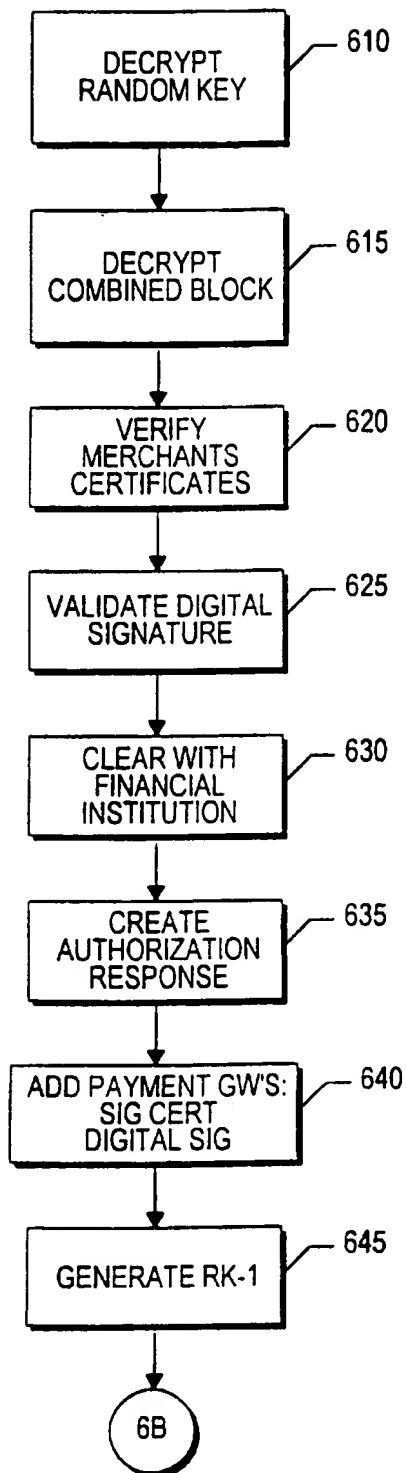 DECRYPT
RANDOM KEY
610
DECRYPT
COMBINED BLOCK
615
VERIFY
MERCHANTS
CERTIFICATES
620
VALIDATE DIGITAL
SIGNATURE
625
CLEAR WITH
FINANCIAL
INSTITUTION
630
CREATE
AUTHORIZATION
RESPONSE
635
ADD PAYMENT GW'S:
SIG CERT
DIGITAL SIG
640
GENERATE RK-1
645
6B